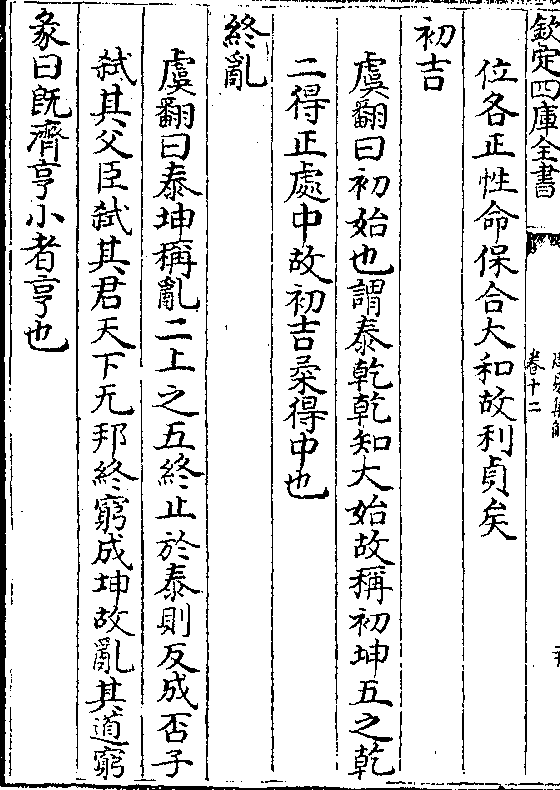 欽定四庫全書
卷十二
位各正性命保合大和故利貞矣
初吉
虞翻曰初始也謂泰乾乾知大始故稱初坤五之乾
二得正處中故初吉柔得中也
終亂
虞翻曰泰坤稱亂二上之五終止於泰則反成否子
弑其父臣弑其君天下无邦終窮成坤故亂其道窮
彖曰既濟亨小者亨也